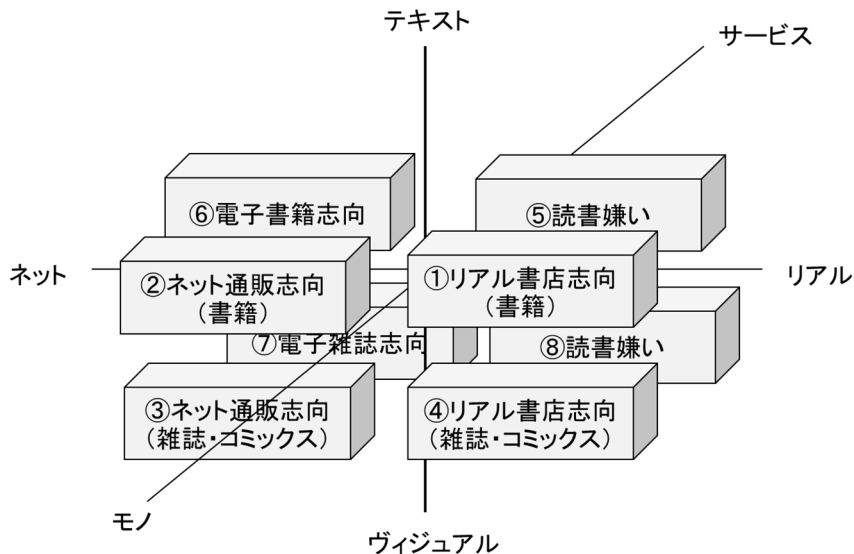 テキスト
サービス
⑥電子書籍志向
⑤読書嫌い
ネット
②ネット通販志向
(書籍)
①リアル書店志向
(書籍)
リアル
⑦電子雑誌志向
⑧読書嫌い
③ネット通販志向
(雑誌・コミックス)
④リアル書店志向
(雑誌・コミックス)
モノ
ヴィジュアル